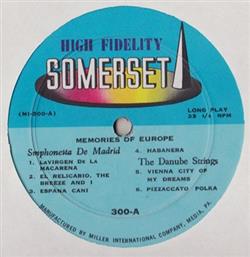 HIGH FIDELITY
SOMERSET
(MI-300-A)
LONG PLAY
33 1/3 RPM
MEMORIES OF EUROPE
Sinphonetta De Madrid
1. LAVIRGEN DE LA
MACARENA
2. EL RELICARIO, THE
BREEZE AND I
3. ESPANA CANI
4. HABANERA
The Danube Strings
5. VIENNA CITY OF
MY DREAMS
6. PIZZACCATO POLKA
300-A
MANUFACTURED BY MILLER INTERNATIONAL COMPANY, MEDIA, PA.